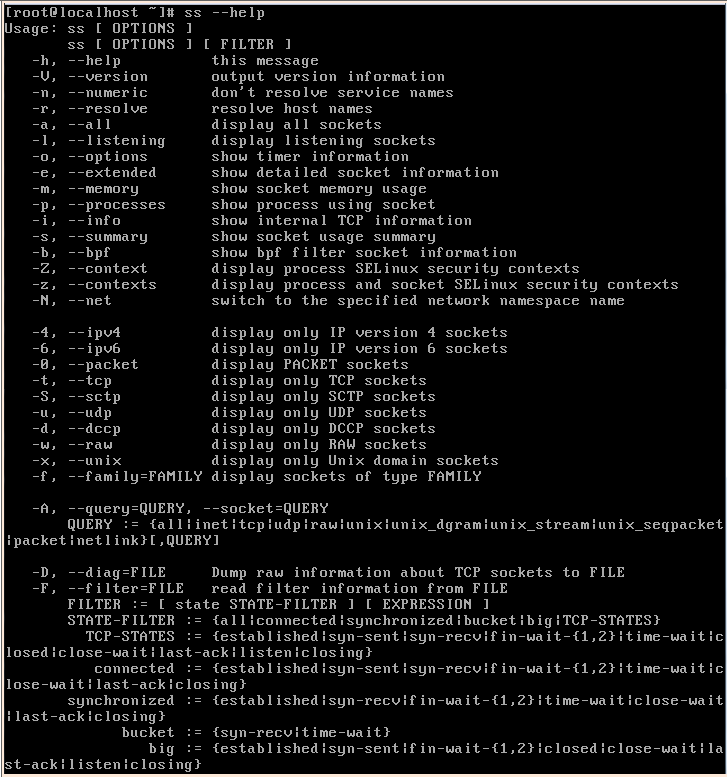 [root@localhost ~]# ss --help
Usage: ss [ OPTIONS ]
       ss [ OPTIONS ] [ FILTER ]
   -h, --help          this message
   -V, --version       output version information
   -n, --numeric       don't resolve service names
   -r, --resolve       resolve host names
   -a, --all           display all sockets
   -l, --listening     display listening sockets
   -o, --options       show timer information
   -e, --extended      show detailed socket information
   -m, --memory        show socket memory usage
   -p, --processes     show process using socket
   -i, --info          show internal TCP information
   -s, --summary       show socket usage summary
   -b, --bpf           show bpf filter socket information
   -Z, --context       display process SELinux security contexts
   -z, --contexts      display process and socket SELinux security contexts
   -N, --net           switch to the specified network namespace name

   -4, --ipv4          display only IP version 4 sockets
   -6, --ipv6          display only IP version 6 sockets
   -0, --packet        display PACKET sockets
   -t, --tcp           display only TCP sockets
   -S, --sctp          display only SCTP sockets
   -u, --udp           display only UDP sockets
   -d, --dccp          display only DCCP sockets
   -w, --raw           display only RAW sockets
   -x, --unix          display only Unix domain sockets
   -f, --family=FAMILY display sockets of type FAMILY

   -A, --query=QUERY, --socket=QUERY
       QUERY := {all|inet|tcp|udp|raw|unix|unix_dgram|unix_stream|unix_seqpacket
|packet|netlink}[,QUERY]

   -D, --diag=FILE     Dump raw information about TCP sockets to FILE
   -F, --filter=FILE   read filter information from FILE
       FILTER := [ state STATE-FILTER ] [ EXPRESSION ]
       STATE-FILTER := {all|connected|synchronized|bucket|big|TCP-STATES}
         TCP-STATES := {established|syn-sent|syn-recv|fin-wait-{1,2}|time-wait|c
losed|close-wait|last-ack|listen|closing}
          connected := {established|syn-sent|syn-recv|fin-wait-{1,2}|time-wait|c
lose-wait|last-ack|closing}
       synchronized := {established|syn-recv|fin-wait-{1,2}|time-wait|close-wait
|last-ack|closing}
             bucket := {syn-recv|time-wait}
                big := {established|syn-sent|fin-wait-{1,2}|closed|close-wait|la
st-ack|listen|closing}